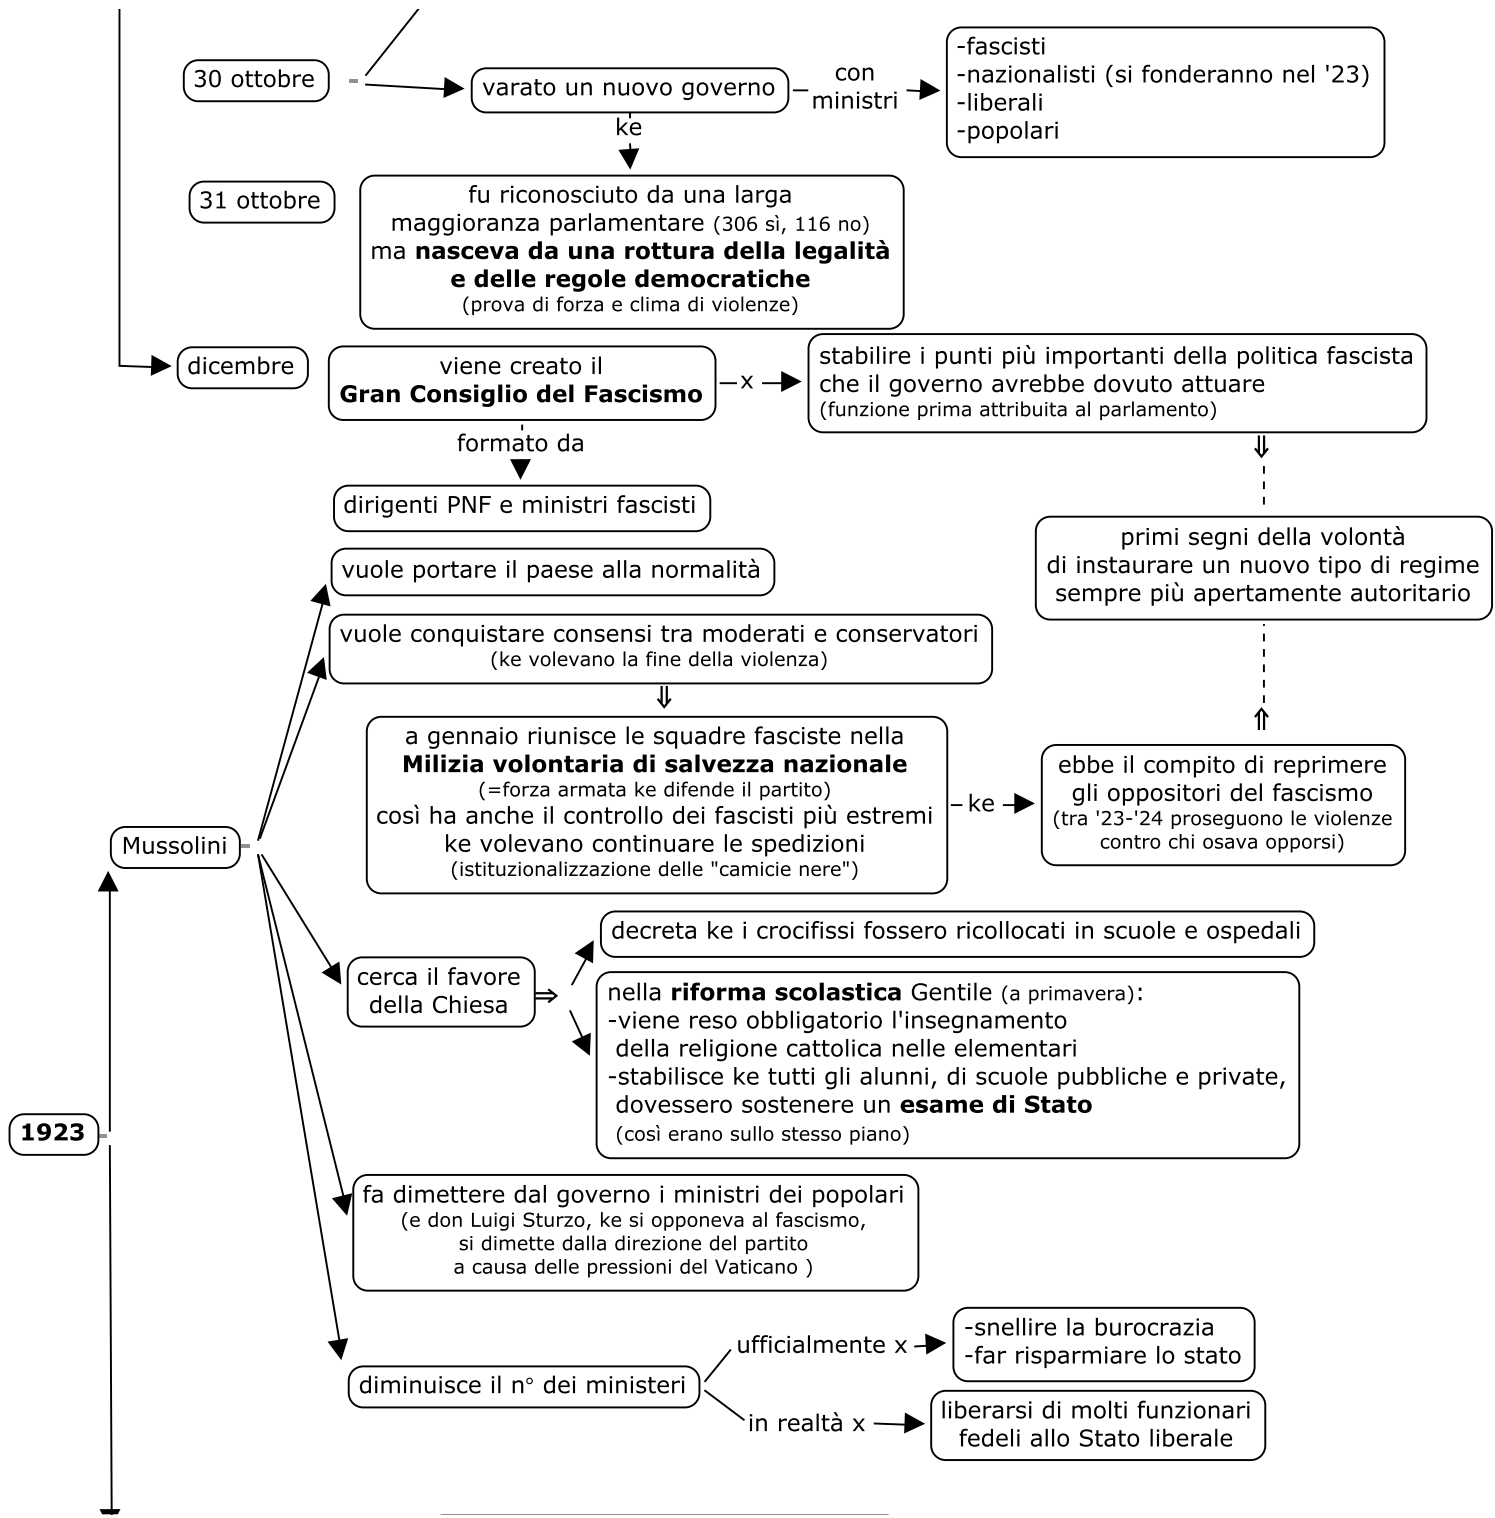 30 ottobre
varato un nuovo governo
con
ministri
-fascisti
-nazionalisti (si fonderanno nel '23)
-liberali
-popolari
ke
31 ottobre
fu riconosciuto da una larga
maggioranza parlamentare (306 sì, 116 no)
ma nasceva da una rottura della legalità
e delle regole democratiche
(prova di forza e clima di violenze)
dicembre
viene creato il
Gran Consiglio del Fascismo
x
stabilire i punti più importanti della politica fascista
che il governo avrebbe dovuto attuare
(funzione prima attribuita al parlamento)
⇓
formato da
dirigenti PNF e ministri fascisti
primi segni della volontà
di instaurare un nuovo tipo di regime
sempre più apertamente autoritario
⇑
vuole portare il paese alla normalità
vuole conquistare consensi tra moderati e conservatori
(ke volevano la fine della violenza)
⇓
a gennaio riunisce le squadre fasciste nella
Milizia volontaria di salvezza nazionale
(=forza armata ke difende il partito)
così ha anche il controllo dei fascisti più estremi
ke volevano continuare le spedizioni
(istituzionalizzazione delle "camicie nere")
ke
ebbe il compito di reprimere
gli oppositori del fascismo
(tra '23-'24 proseguono le violenze
contro chi osava opporsi)
Mussolini
cerca il favore
della Chiesa
⇒
decreta ke i crocifissi fossero ricollocati in scuole e ospedali
nella riforma scolastica Gentile (a primavera):
-viene reso obbligatorio l'insegnamento
della religione cattolica nelle elementari
-stabilisce ke tutti gli alunni, di scuole pubbliche e private,
dovessero sostenere un esame di Stato
(così erano sullo stesso piano)
1923
fa dimettere dal governo i ministri dei popolari
(e don Luigi Sturzo, ke si opponeva al fascismo,
si dimette dalla direzione del partito
a causa delle pressioni del Vaticano )
diminuisce il n° dei ministeri
ufficialmente x
-snellire la burocrazia
-far risparmiare lo stato
in realtà x
liberarsi di molti funzionari
fedeli allo Stato liberale